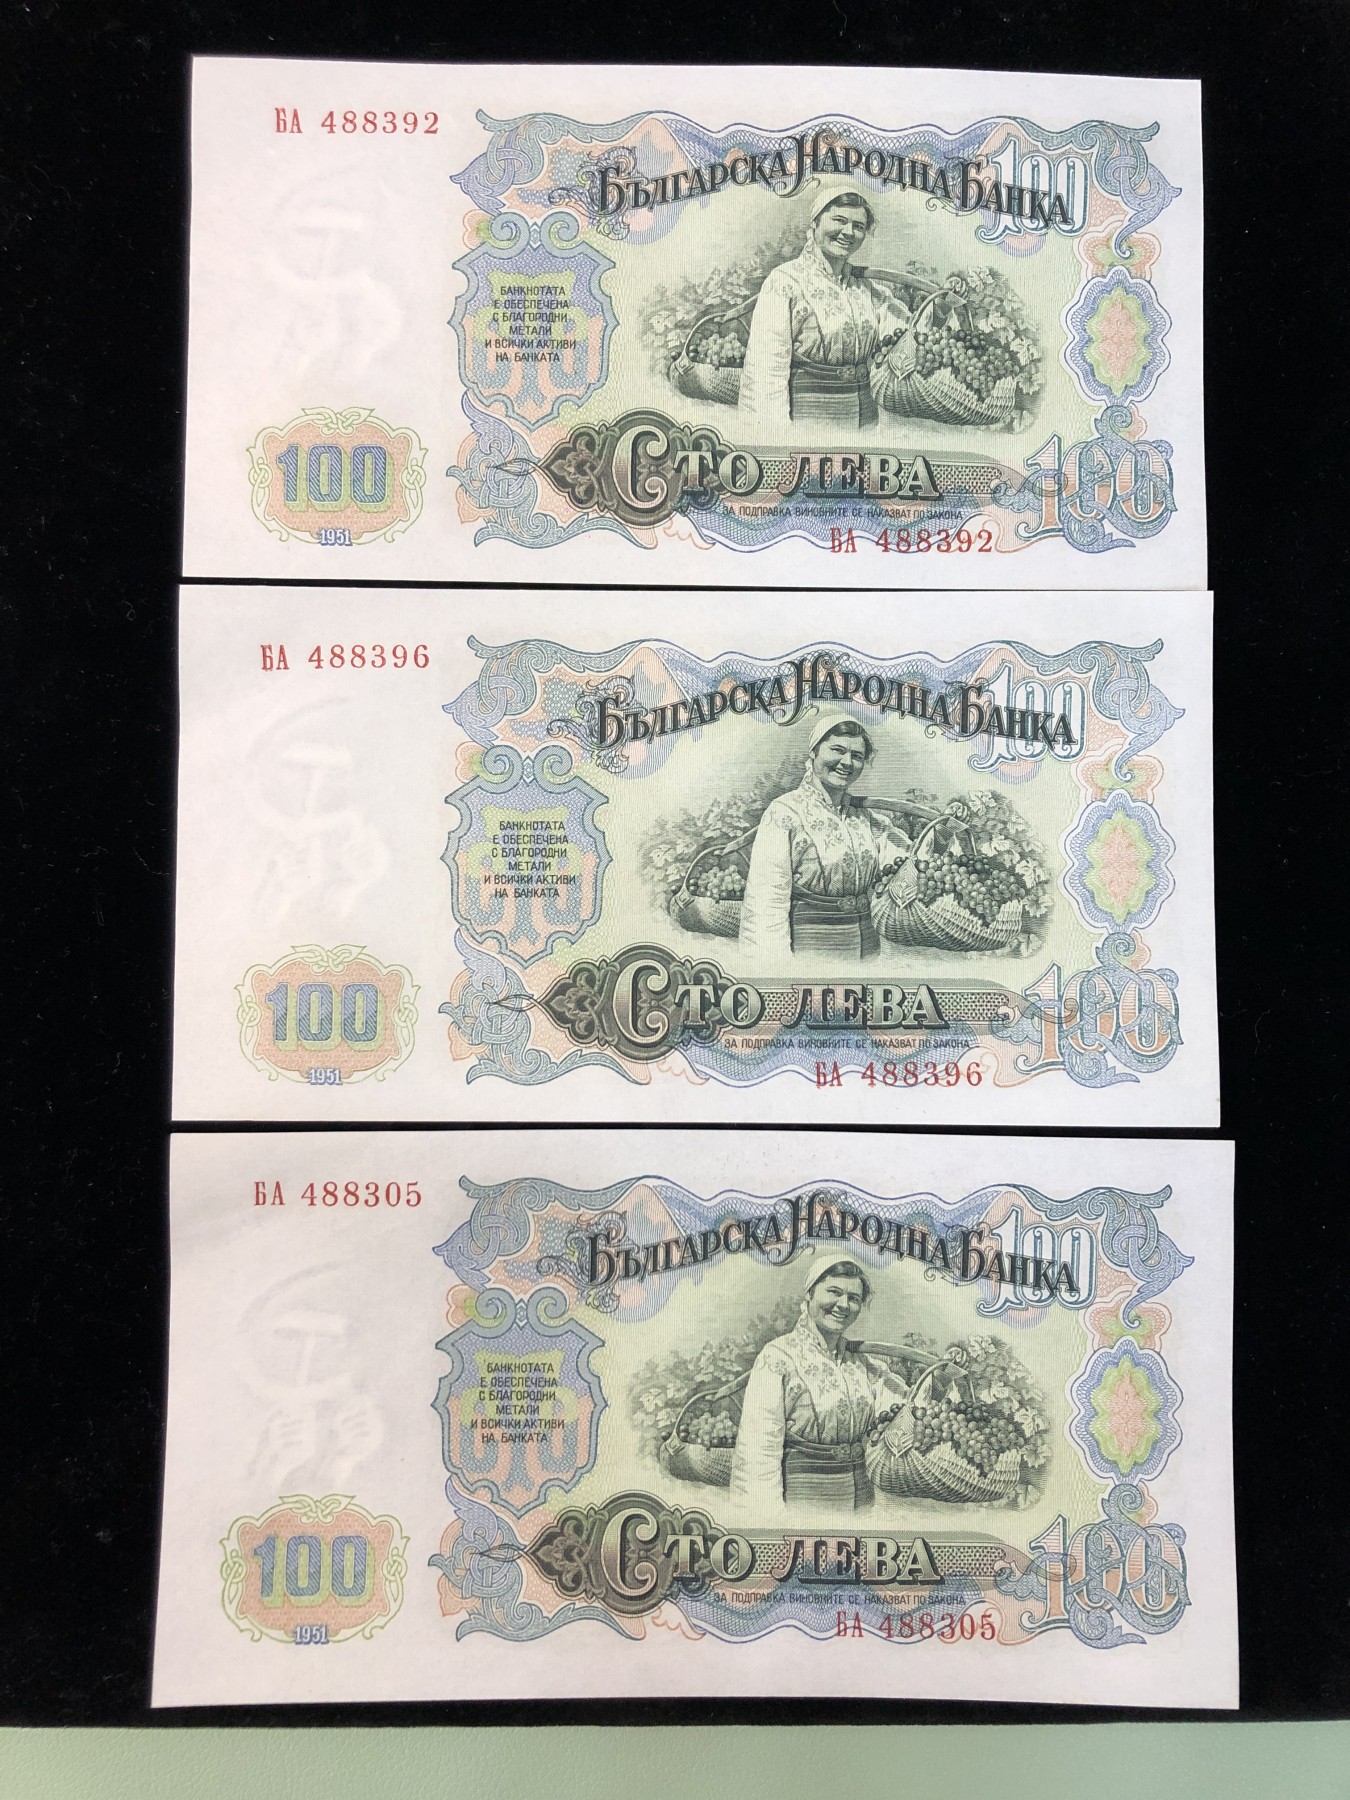 БА 488392
БЪЛГАРСКА НАРОДНА БАНКА
100
БАНКНОТАТА
Е ОБЕСПЕЧЕНА
С БЛАГОРОДНИ
МЕТАЛИ
И ВСИЧКИ АКТИВИ
НА БАНКАТА
100
1951
СТО ЛЕВА
100
ЗА ПОДПРАВКА ВИНОВНИТЕ СЕ НАКАЗВАТ ПО ЗАКОНА
БА 488392
БА 488396
БЪЛГАРСКА НАРОДНА БАНКА
100
БАНКНОТАТА
Е ОБЕСПЕЧЕНА
С БЛАГОРОДНИ
МЕТАЛИ
И ВСИЧКИ АКТИВИ
НА БАНКАТА
100
1951
СТО ЛЕВА
100
ЗА ПОДПРАВКА ВИНОВНИТЕ СЕ НАКАЗВАТ ПО ЗАКОНА
БА 488396
БА 488305
БЪЛГАРСКА НАРОДНА БАНКА
100
БАНКНОТАТА
Е ОБЕСПЕЧЕНА
С БЛАГОРОДНИ
МЕТАЛИ
И ВСИЧКИ АКТИВИ
НА БАНКАТА
100
1951
СТО ЛЕВА
100
ЗА ПОДПРАВКА ВИНОВНИТЕ СЕ НАКАЗВАТ ПО ЗАКОНА
БА 488305